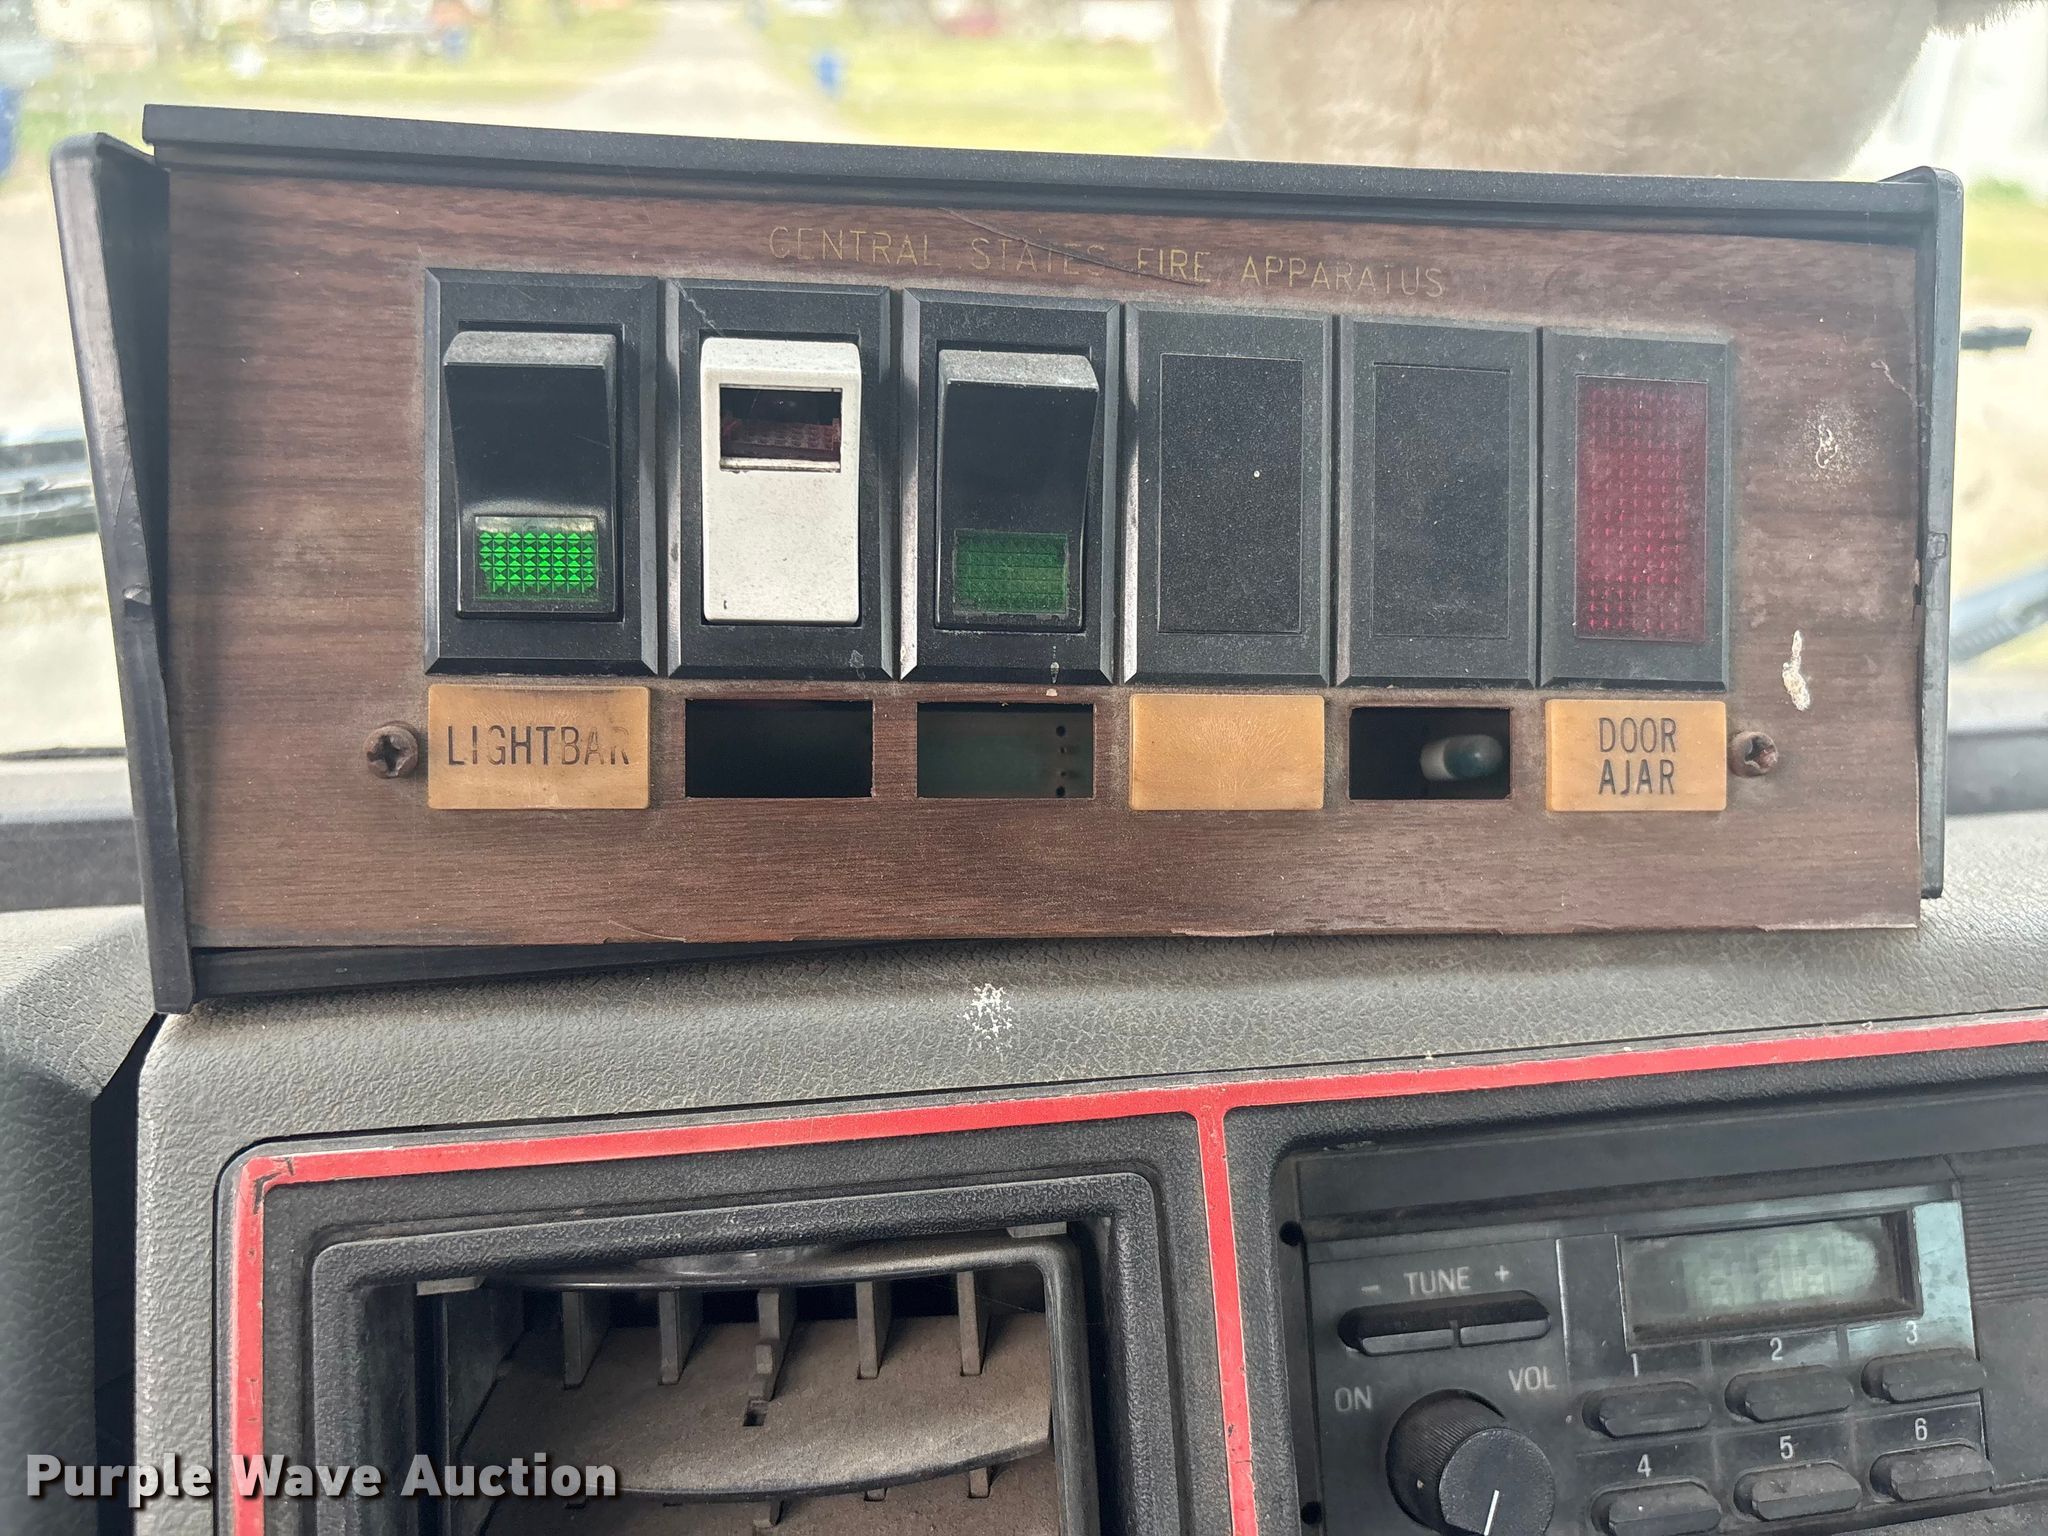 CENTRAL STATES FIRE APPARATUS
LIGHTBAR
DOOR
AJAR
- TUNE +
ON
VOL
1 2 3
4 5 6
Purple Wave Auction